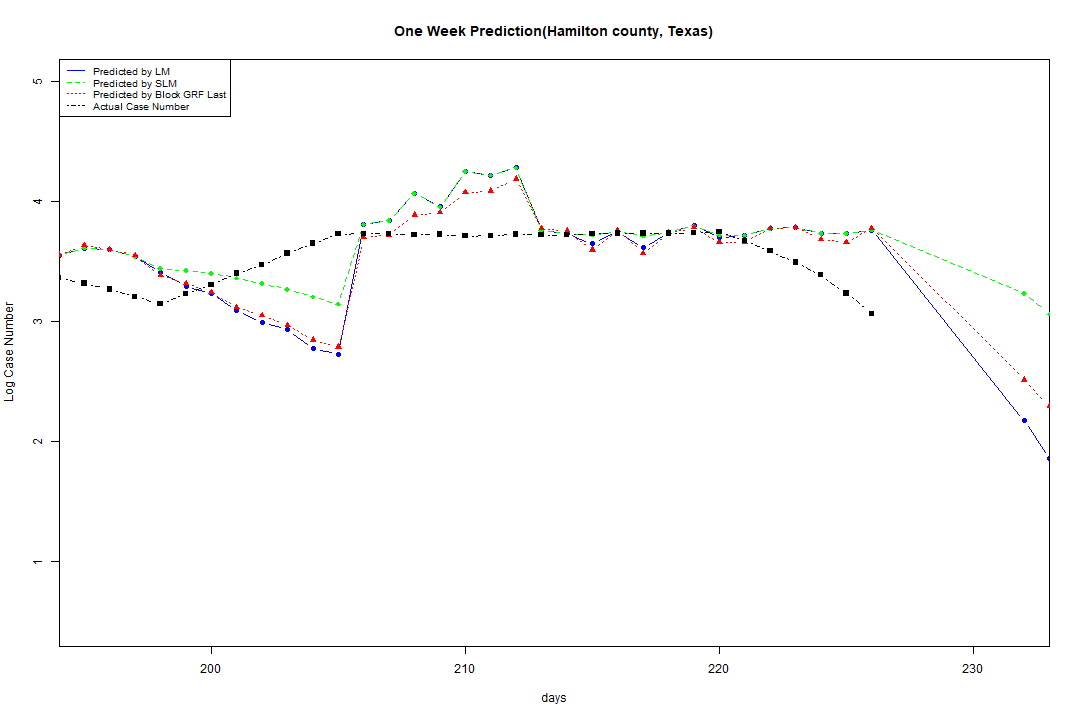 One Week Prediction(Hamilton county, Texas)
Predicted by LM
Predicted by SLM
Predicted by Block GRF Last
Actual Case Number
5
4
3
2
1
Log Case Number
200 210 220 230
days